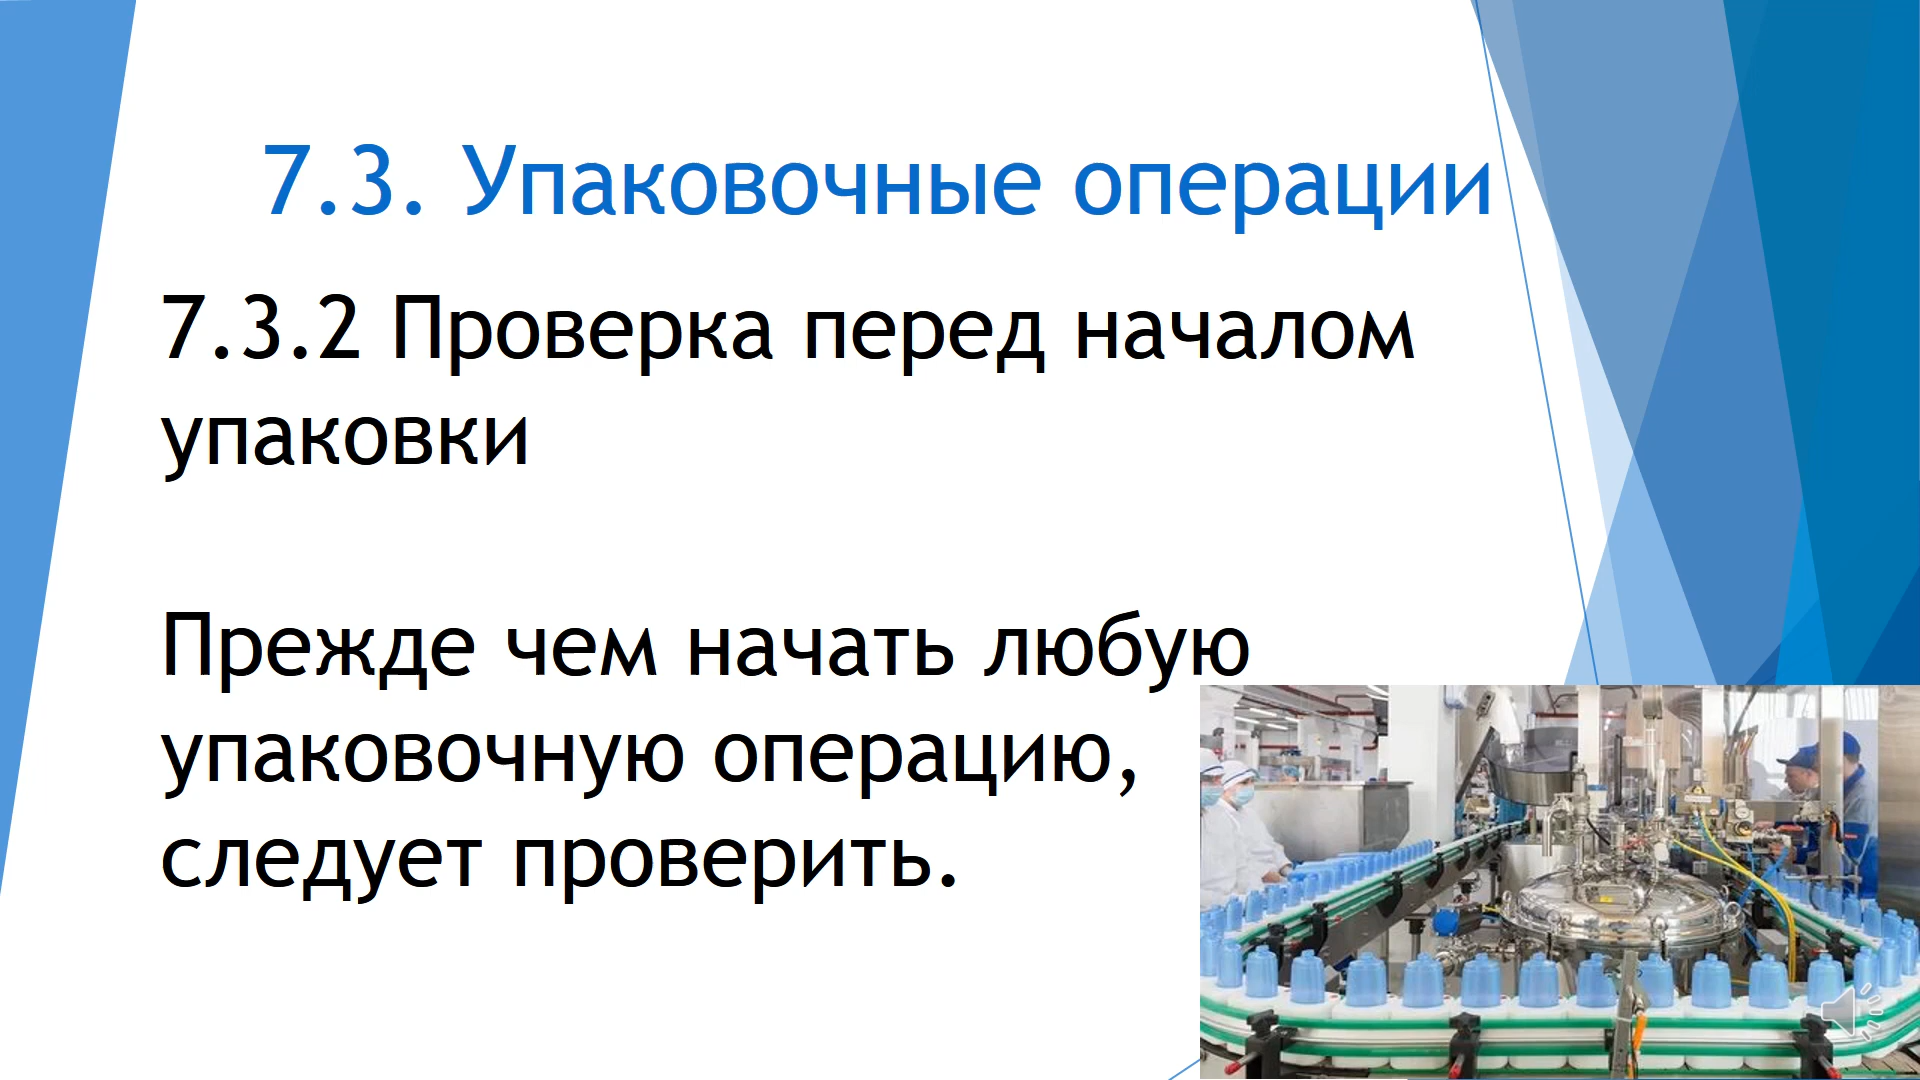 7.3. Упаковочные операции
7.3.2 Проверка перед началом
упаковки
Прежде чем начать любую
упаковочную операцию,
следует проверить.